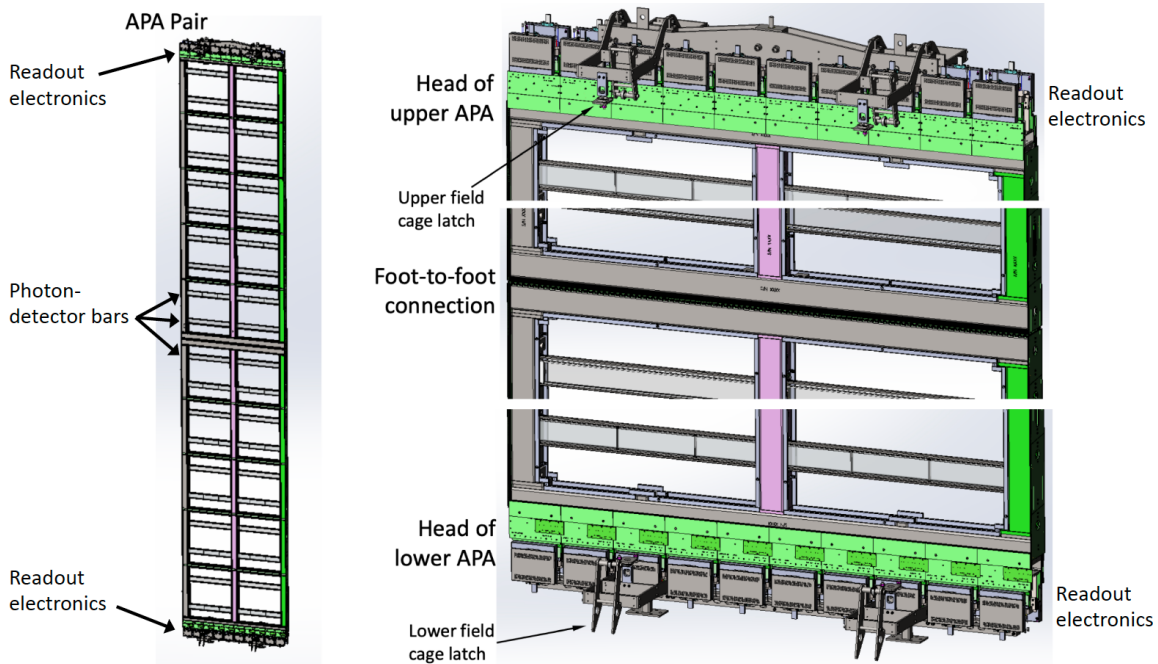 APA Pair
Readout
electronics
Photon-
detector bars
Readout
electronics
Head of
upper APA
Readout
electronics
Upper field
cage latch
Foot-to-foot
connection
Head of
lower APA
Readout
electronics
Lower field
cage latch